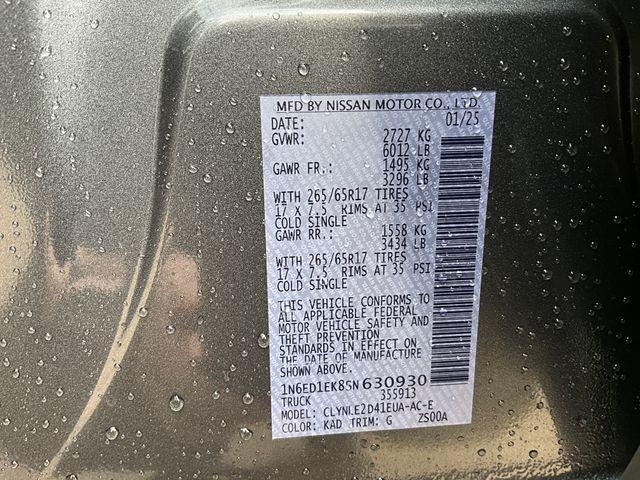 MFD BY NISSAN MOTOR CO., LTD.
DATE: 01/25
GVWR: 2727 KG
6012 LB
GAWR FR.: 1495 KG
3296 LB
WITH 265/65R17 TIRES
17 X 7.5 RIMS AT 35 PSI
COLD SINGLE
GAWR RR.: 1558 KG
3434 LB
WITH 265/65R17 TIRES
17 X 7.5 RIMS AT 35 PSI
COLD SINGLE
THIS VEHICLE CONFORMS TO
ALL APPLICABLE FEDERAL
MOTOR VEHICLE SAFETY AND
THEFT PREVENTION
STANDARDS IN EFFECT ON
THE DATE OF MANUFACTURE
SHOWN ABOVE.
1N6ED1EK8SN630930
TRUCK 355913
MODEL: CLYNLE2D41EUA-AC-E
COLOR: KAD TRIM: G ZS00A